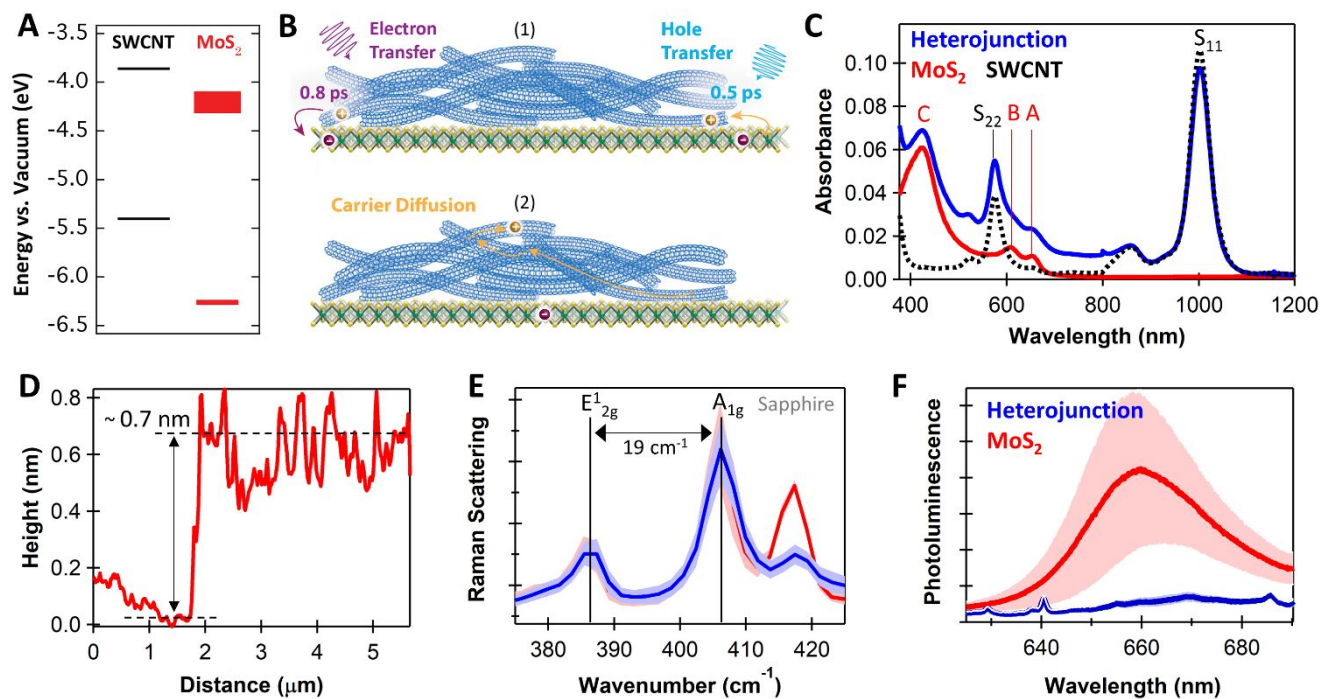 A
SWCNT
MoS2
Energy vs. Vacuum (eV)
-3.5
-4.0
-4.5
-5.0
-5.5
-6.0
-6.5
B
Electron
Transfer
(1)
Hole
Transfer
0.8 ps
0.5 ps
+
+
-
-
Carrier Diffusion
(2)
+
-
C
Heterojunction
MoS2 SWCNT
S11
C
S22
B
A
Absorbance
0.10
0.08
0.06
0.04
0.02
0.00
400
600
800
1000
1200
Wavelength (nm)
D
~ 0.7 nm
Height (nm)
0.8
0.6
0.4
0.2
0.0
0
1
2
3
4
5
Distance (μm)
E
E¹2g
A1g
Sapphire
19 cm⁻¹
Raman Scattering
380
390
400
410
420
Wavenumber (cm⁻¹)
F
Heterojunction
MoS2
Photoluminescence
640
660
680
Wavelength (nm)